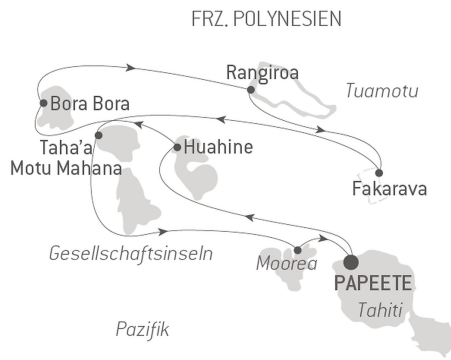 FRZ. POLYNESIEN
Rangiroa
Tuamotu
Bora Bora
Taha'a
Motu Mahana
Huahine
Fakarava
Gesellschaftsinseln
Moorea
PAPEETE
Tahiti
Pazifik